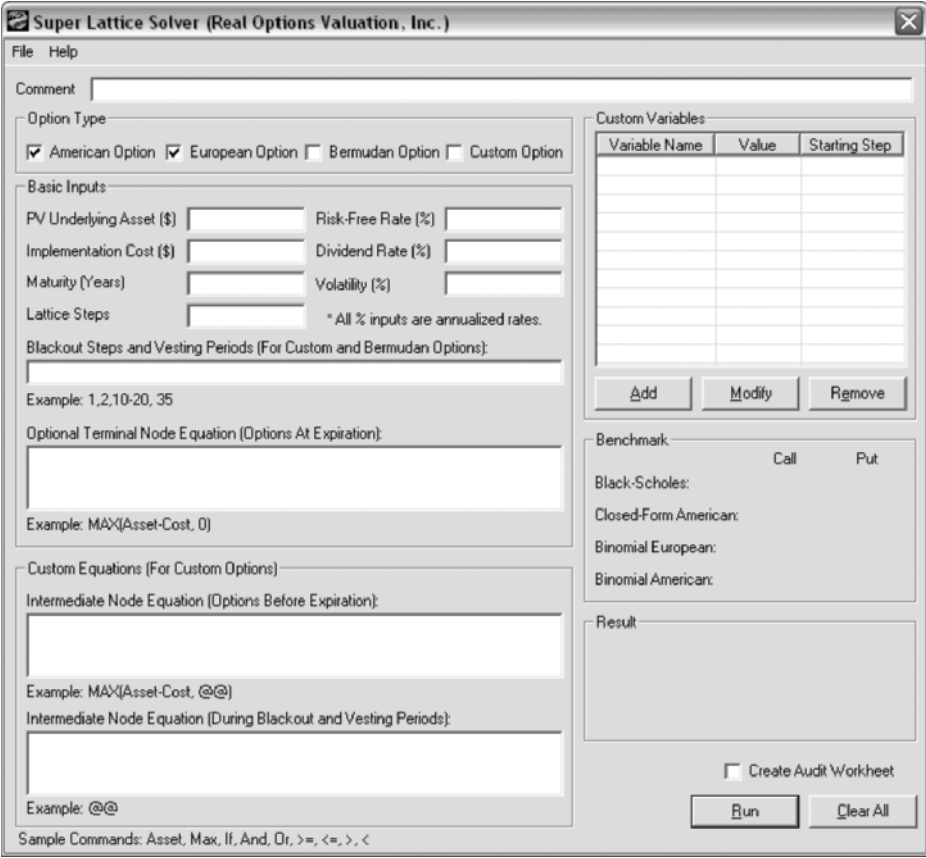 Super Lattice Solver (Real Options Valuation, Inc.)
File Help
Comment
Option Type
American Option European Option Bermudan Option Custom Option
Basic Inputs
PV Underlying Asset ($) Risk-Free Rate (%)
Implementation Cost ($) Dividend Rate (%)
Maturity (Years) Volatility (%)
Lattice Steps * All % inputs are annualized rates.
Blackout Steps and Vesting Periods (For Custom and Bermudan Options):
Example: 1,2,10-20, 35
Optional Terminal Node Equation (Options At Expiration):
Example: MAX(Asset-Cost, 0)
Custom Equations (For Custom Options)
Intermediate Node Equation (Options Before Expiration):
Example: MAX(Asset-Cost, @@)
Intermediate Node Equation (During Blackout and Vesting Periods):
Example: @@
Sample Commands: Asset, Max, If, And, Or, >=, <=, >, <
Custom Variables
Variable Name Value Starting Step
Add Modify Remove
Benchmark
Call Put
Black-Scholes:
Closed-Form American:
Binomial European:
Binomial American:
Result
Create Audit Workheet
Run Clear All